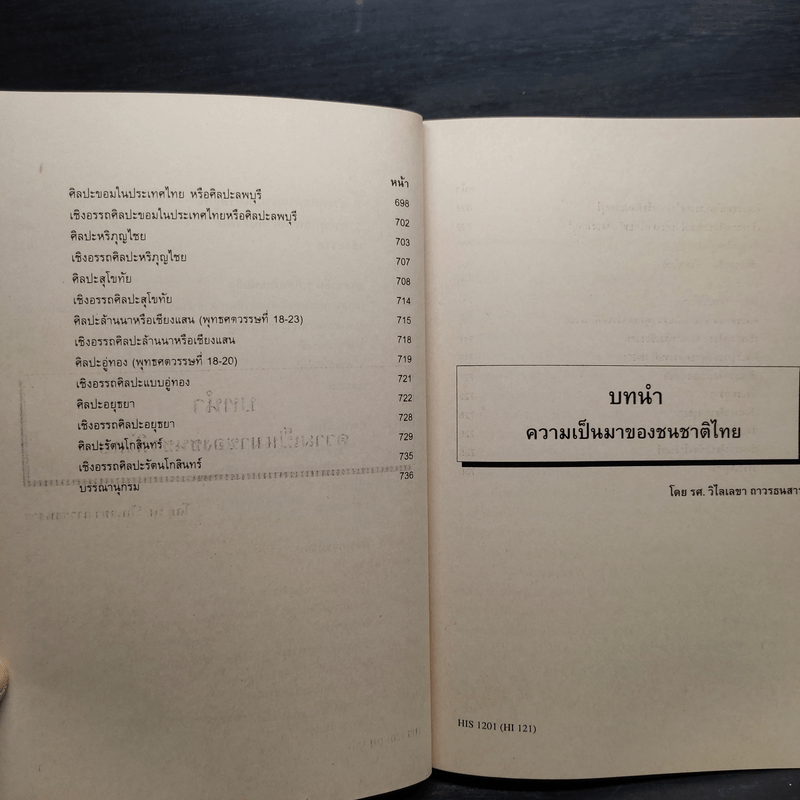 หน้า
ศิลปะขอมในประเทศไทย หรือศิลปะลพบุรี 698
เชิงอรรถศิลปะขอมในประเทศไทยหรือศิลปะลพบุรี 702
ศิลปะหริภุญไชย 703
เชิงอรรถศิลปะหริภุญไชย 707
ศิลปะสุโขทัย 708
เชิงอรรถศิลปะสุโขทัย 714
ศิลปะล้านนาหรือเชียงแสน (พุทธศตวรรษที่ 18-23) 715
เชิงอรรถศิลปะล้านนาหรือเชียงแสน 718
ศิลปะอู่ทอง (พุทธศตวรรษที่ 18-20) 719
เชิงอรรถศิลปะแบบอู่ทอง 721
ศิลปะอยุธยา 722
เชิงอรรถศิลปะอยุธยา 728
ศิลปะรัตนโกสินทร์ 729
เชิงอรรถศิลปะรัตนโกสินทร์ 735
บรรณานุกรม 736
บทนำ
ความเป็นมาของชนชาติไทย
โดย รศ. วิไลเลขา ถาวรธนสาร
HIS 1201 (HI 121)